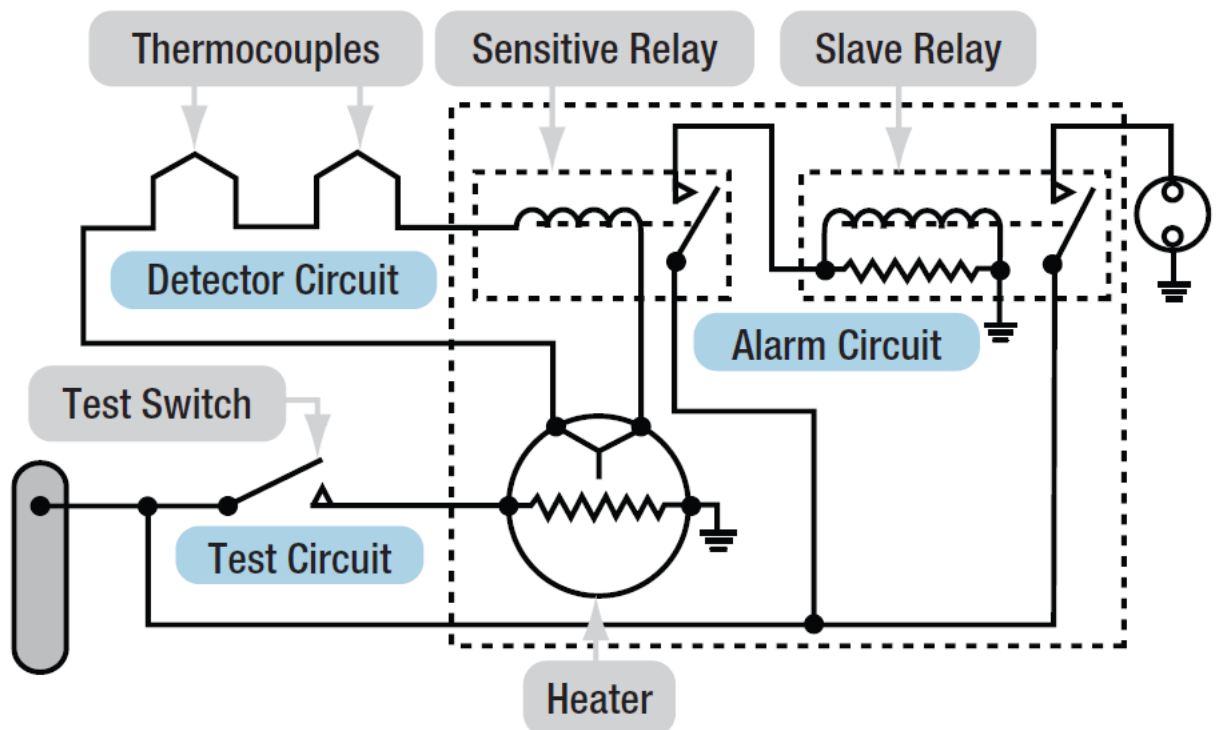 Thermocouples
Sensitive Relay
Slave Relay
Detector Circuit
Alarm Circuit
Test Switch
Test Circuit
Heater